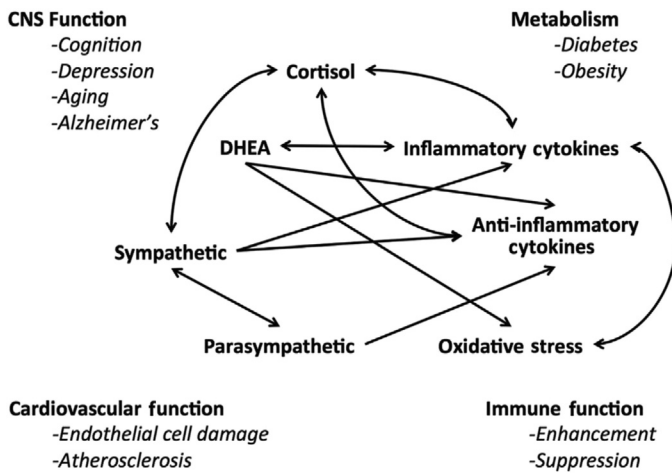 CNS Function
-Cognition
-Depression
-Aging
-Alzheimer's
Metabolism
-Diabetes
-Obesity
Cortisol
DHEA
Inflammatory cytokines
Anti-inflammatory
cytokines
Sympathetic
Parasympathetic
Oxidative stress
Cardiovascular function
-Endothelial cell damage
-Atherosclerosis
Immune function
-Enhancement
-Suppression